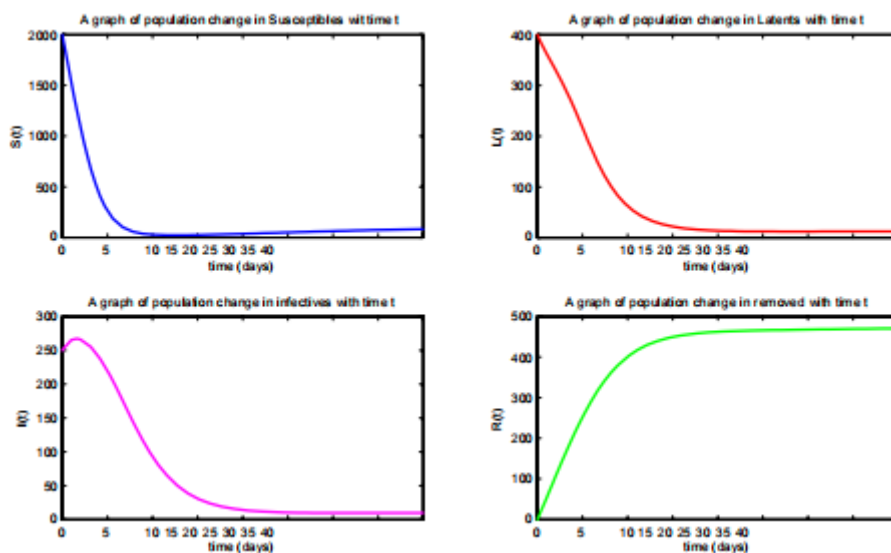 A graph of population change in Susceptibles wit time t
2000
1500
1000
500
0
S(t)
0 5 10 15 20 25 30 35 40
time (days)
A graph of population change in Latents with time t
400
300
200
100
0
L(t)
0 5 10 15 20 25 30 35 40
time (days)
A graph of population change in infectives with time t
300
250
200
150
100
50
0
I(t)
0 5 10 15 20 25 30 35 40
time (days)
A graph of population change in removed with time t
500
400
300
200
100
0
R(t)
0 5 10 15 20 25 30 35 40
time (days)